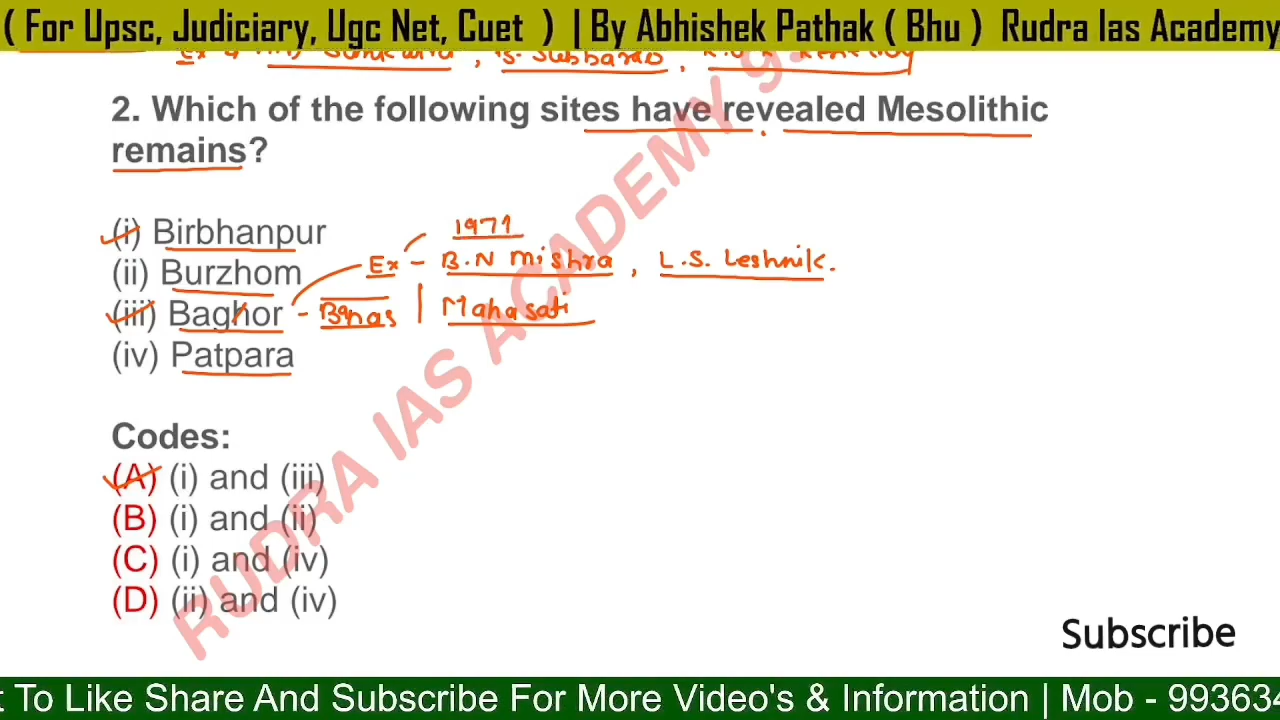 ( For Upsc, Judiciary, Ugc Net, Cuet ) | By Abhishek Pathak ( Bhu ) Rudra Ias Academy
2. Which of the following sites have revealed Mesolithic
remains?
(i) Birbhanpur
1971
(ii) Burzhom
Ex - B.N Mishra , L.S. Leshnik.
(iii) Baghor - Banas | Mahasati
(iv) Patpara
Codes:
(A) (i) and (iii)
(B) (i) and (ii)
(C) (i) and (iv)
(D) (ii) and (iv)
RUDRA IAS ACADEMY 9
Subscribe
t To Like Share And Subscribe For More Video's & Information | Mob - 993634